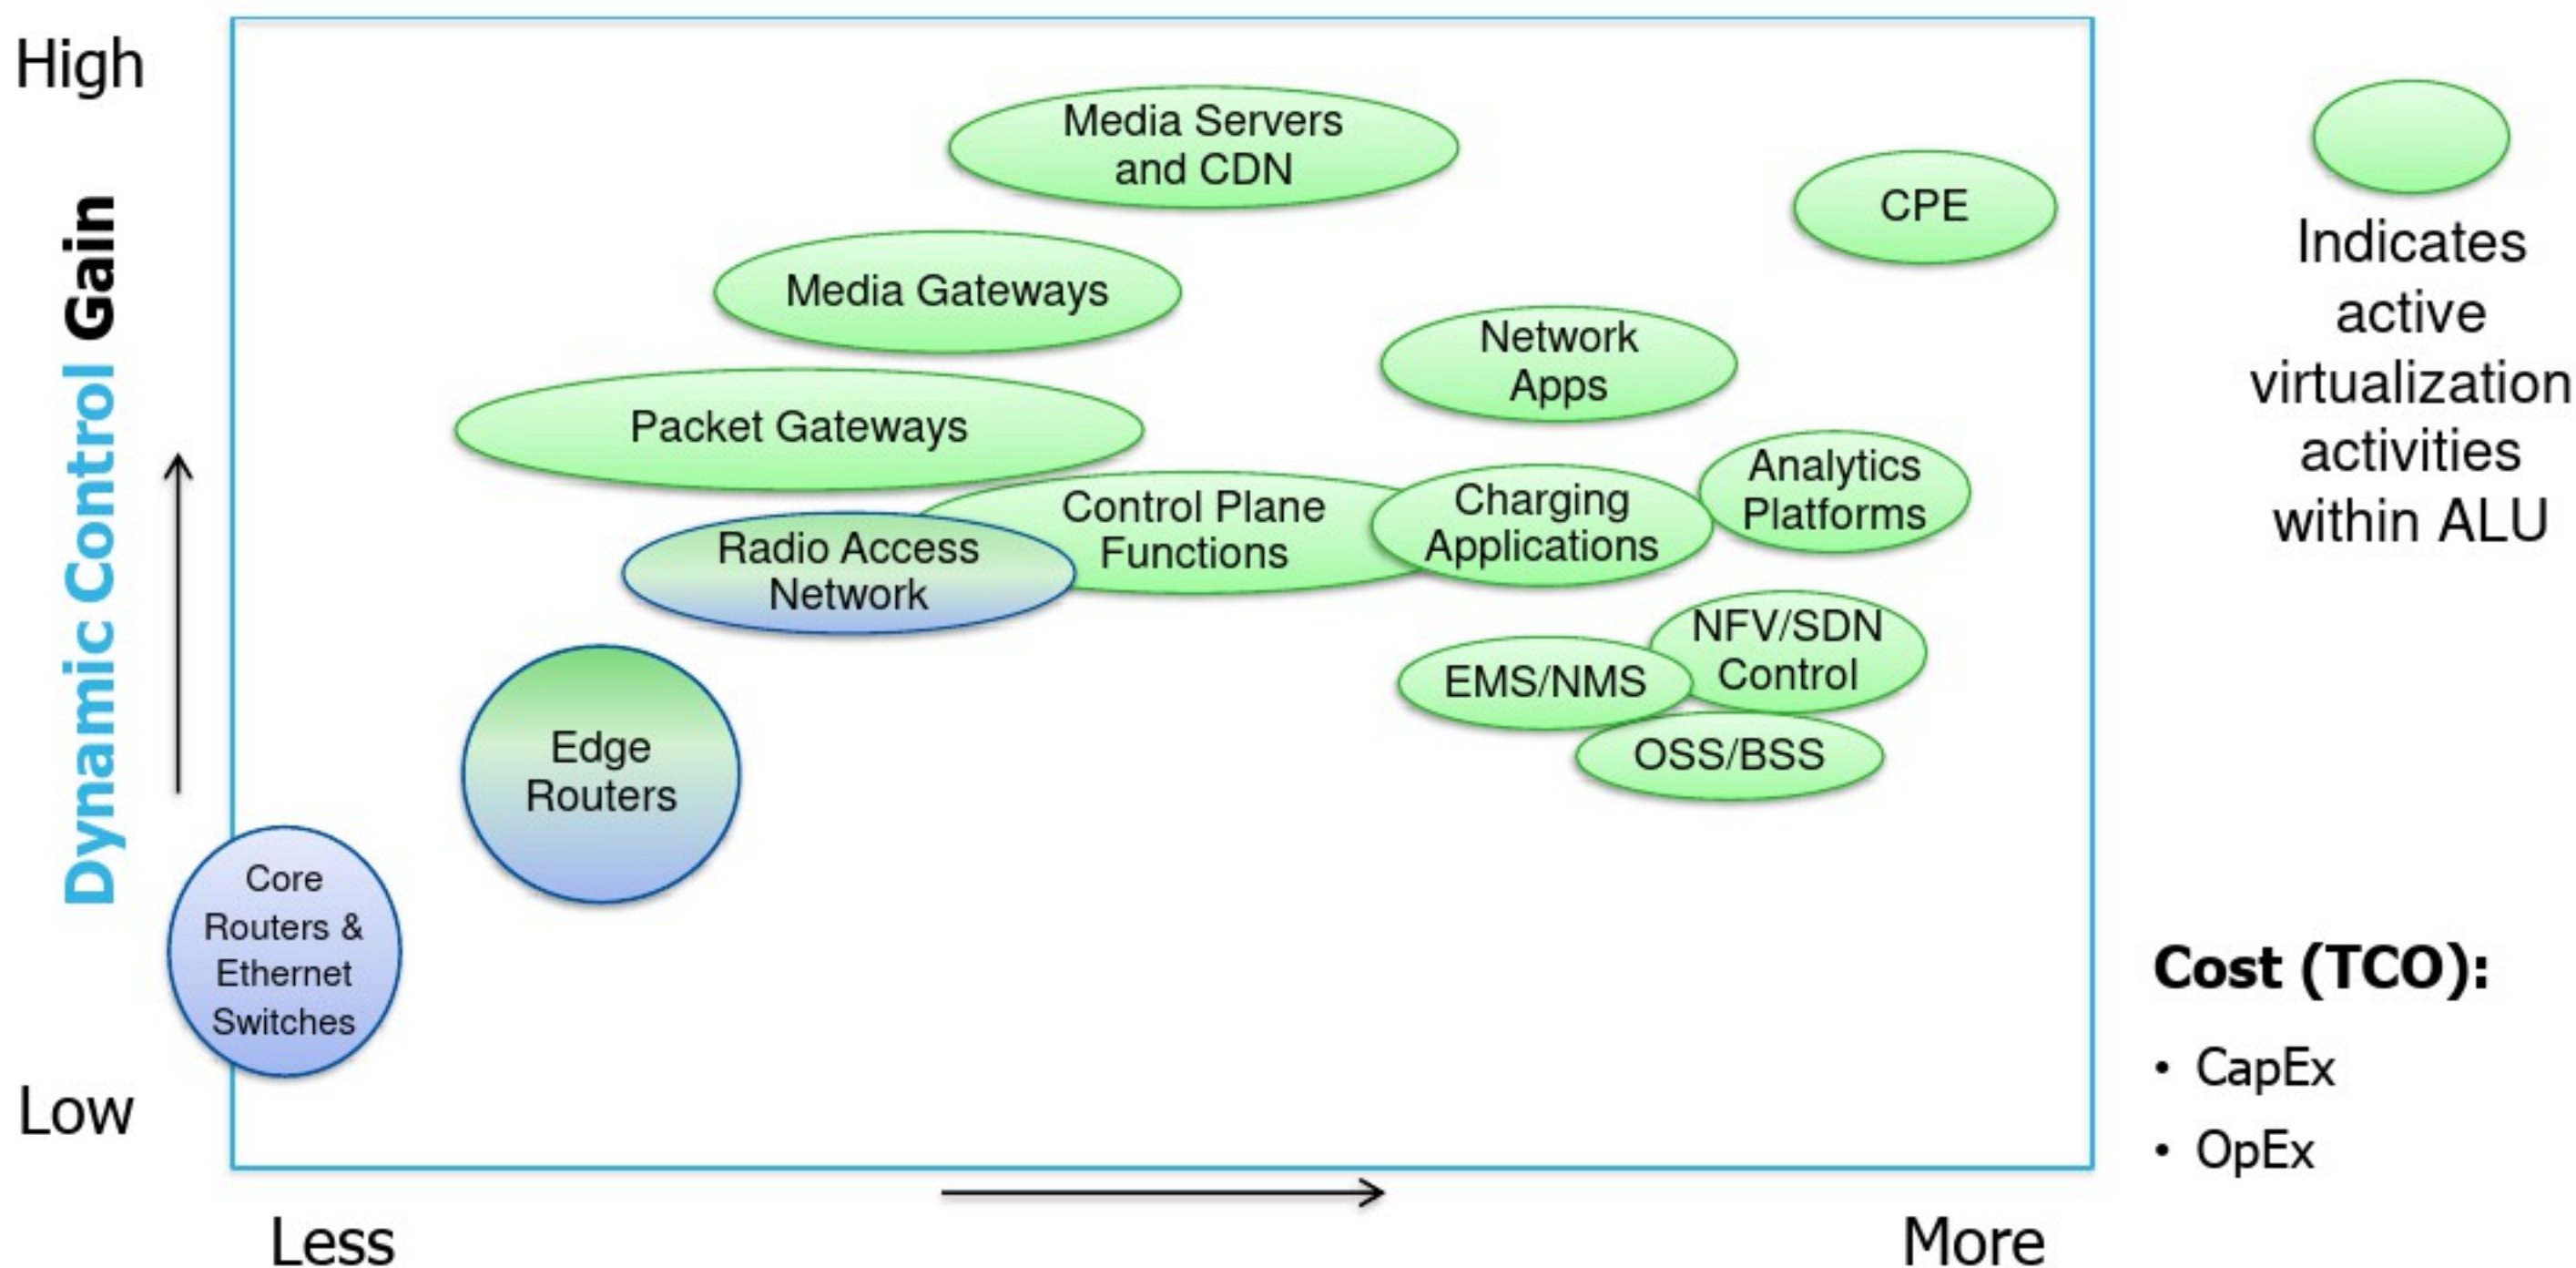 High
Dynamic Control Gain
Low
Less
More
Media Servers
and CDN
CPE
Media Gateways
Network
Apps
Packet Gateways
Analytics
Platforms
Control Plane
Functions
Charging
Applications
Radio Access
Network
NFV/SDN
Control
EMS/NMS
OSS/BSS
Edge
Routers
Core
Routers &
Ethernet
Switches
Indicates
active
virtualization
activities
within ALU
Cost (TCO):
• CapEx
• OpEx